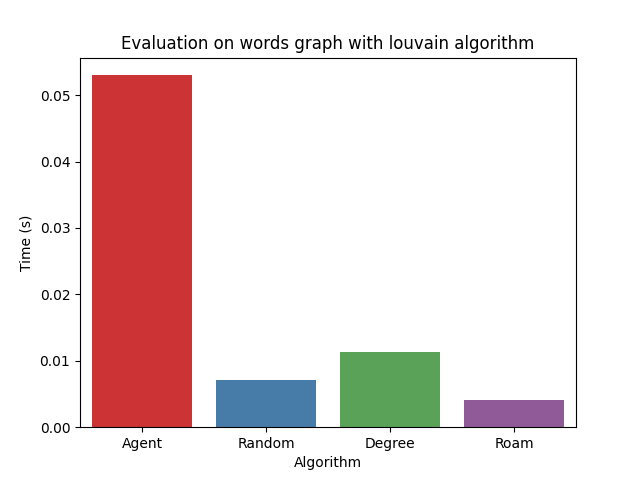 Evaluation on words graph with louvain algorithm
Time (s)
0.05
0.04
0.03
0.02
0.01
0.00
Agent Random Degree Roam
Algorithm